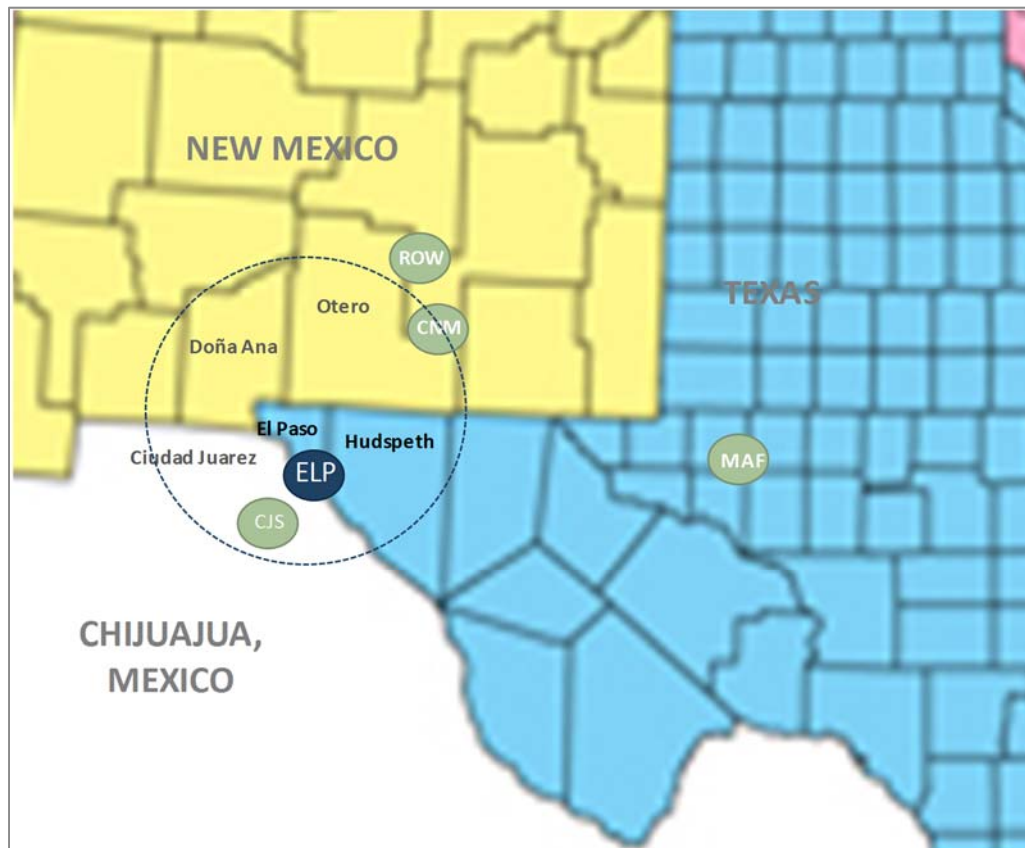 NEW MEXICO
ROW
TEXAS
Otero
CNM
Doña Ana
El Paso
Hudspeth
Ciudad Juarez
MAF
ELP
CJS
CHIJUAJUA,
MEXICO